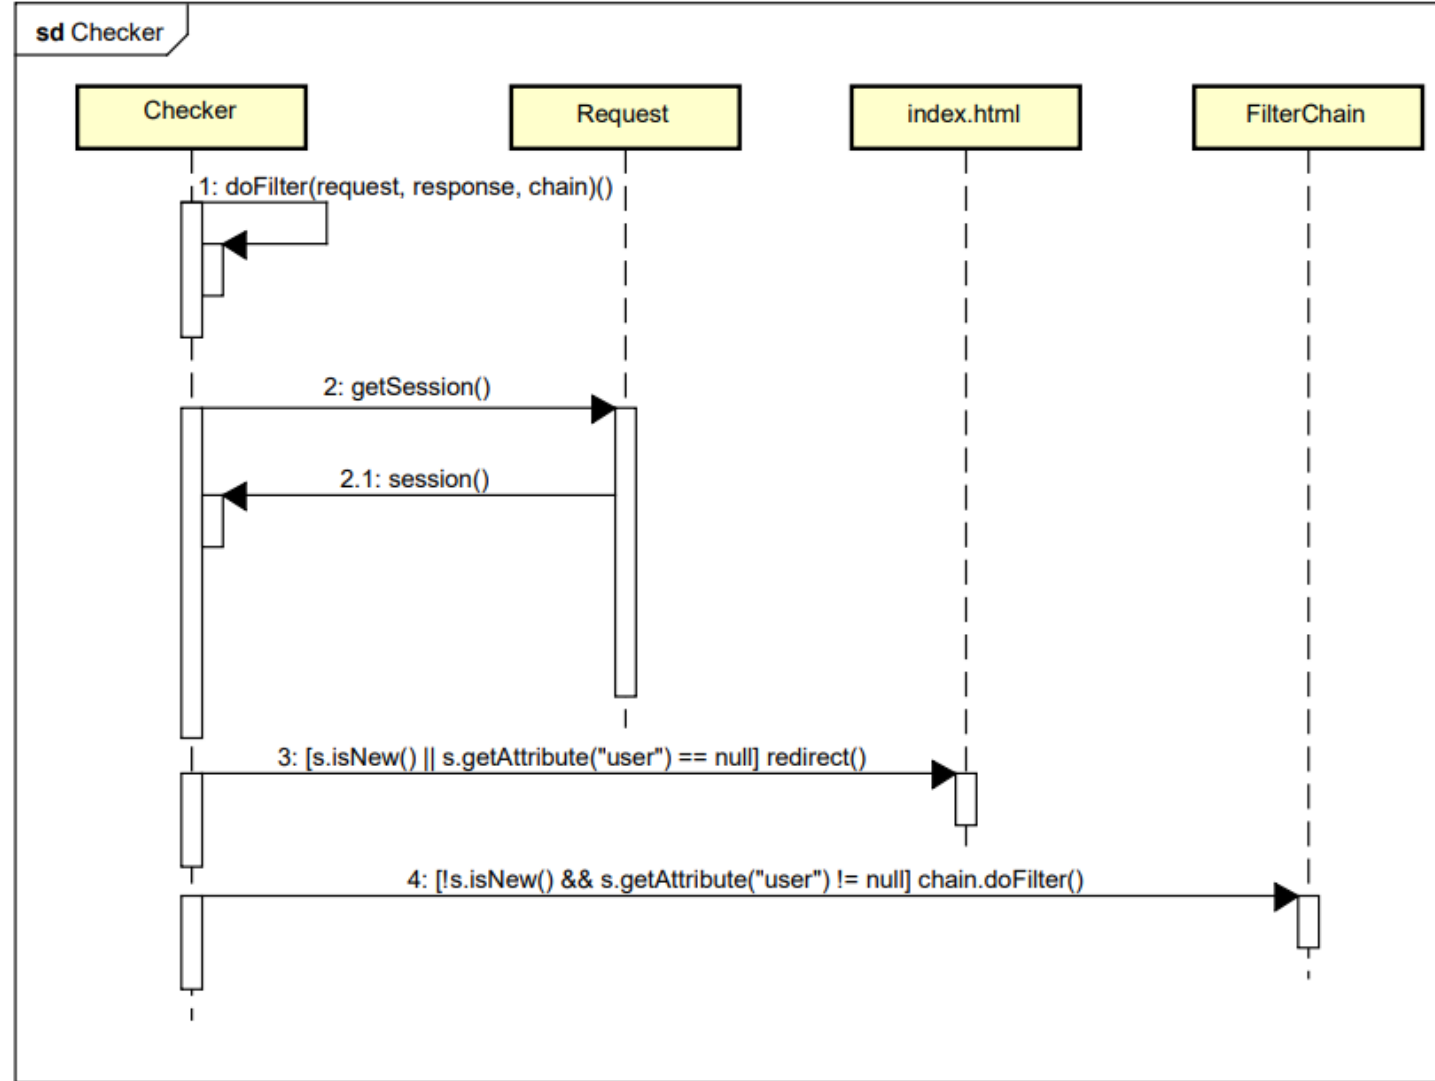 sd Checker
Checker
Request
index.html
FilterChain
1: doFilter(request, response, chain)()
2: getSession()
2.1: session()
3: [s.isNew() || s.getAttribute("user") == null] redirect()
4: [!s.isNew() && s.getAttribute("user") != null] chain.doFilter()